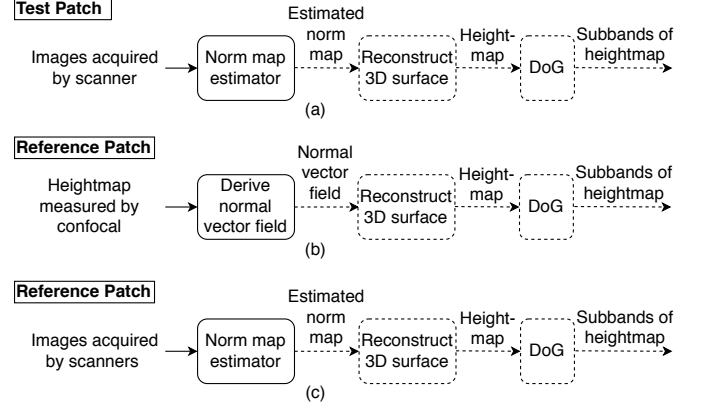 Test Patch
Images acquired
by scanner
Norm map
estimator
Estimated
norm
map
Reconstruct
3D surface
Height-
map
DoG
Subbands of
heightmap
(a)
Reference Patch
Heightmap
measured by
confocal
Derive
normal
vector field
Normal
vector
field
Reconstruct
3D surface
Height-
map
DoG
Subbands of
heightmap
(b)
Reference Patch
Images acquired
by scanners
Norm map
estimator
Estimated
norm
map
Reconstruct
3D surface
Height-
map
DoG
Subbands of
heightmap
(c)